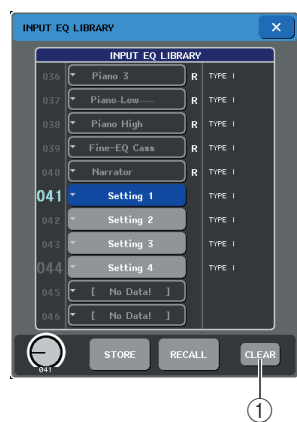 INPUT EQ LIBRARY
INPUT EQ LIBRARY
036 Piano 3 R TYPE I
037 Piano Low R TYPE I
038 Piano High R TYPE I
039 Fine-EQ Cass R TYPE I
040 Narrator R TYPE I
041 Setting 1 TYPE I
042 Setting 2 TYPE I
043 Setting 3 TYPE I
044 Setting 4 TYPE I
045 [ No Data! ]
046 [ No Data! ]
041 STORE RECALL CLEAR
1